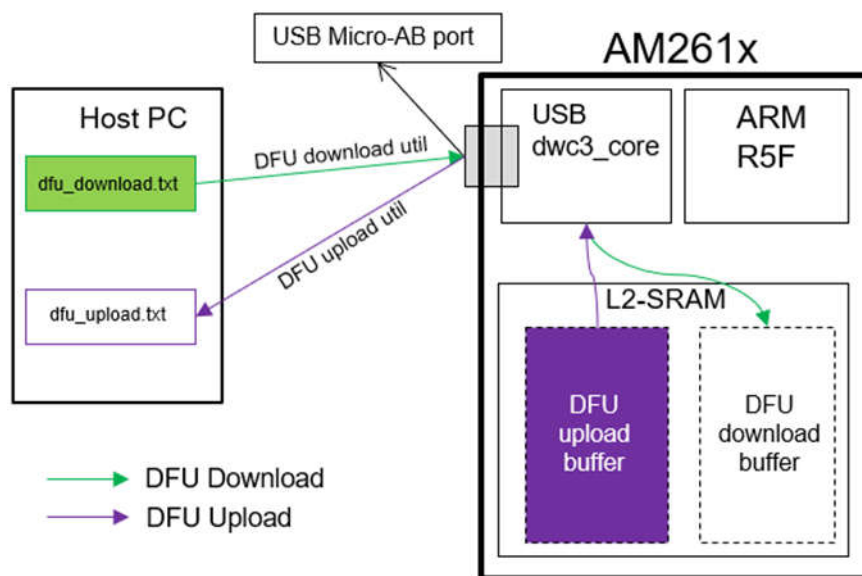 USB Micro-AB port
AM261x
Host PC
dfu_download.txt
dfu_upload.txt
DFU download util
DFU upload util
USB
dwc3_core
ARM
R5F
L2-SRAM
DFU
upload
buffer
DFU
download
buffer
DFU Download
DFU Upload